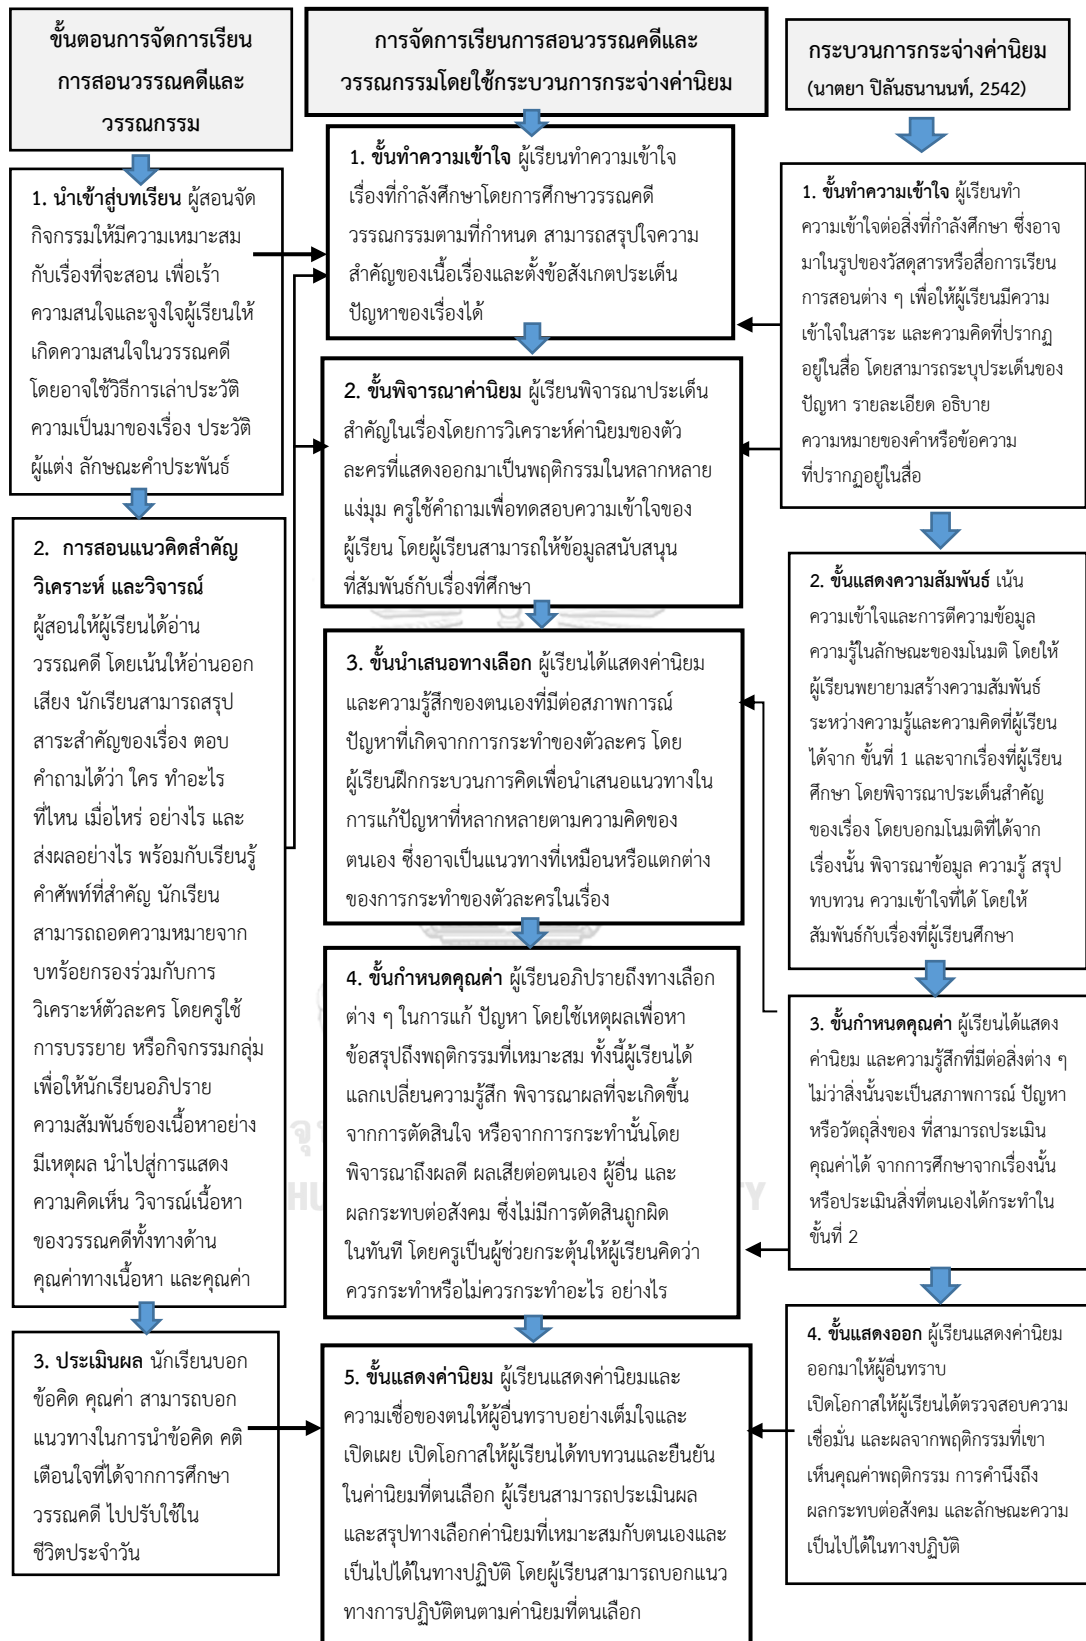 ขั้นตอนการจัดการเรียน
การสอนวรรณคดีและ
วรรณกรรม
1. นำเข้าสู่บทเรียน ผู้สอนจัด
กิจกรรมให้มีความเหมาะสม
กับเรื่องที่จะสอน เพื่อเร้า
ความสนใจและจูงใจผู้เรียนให้
เกิดความสนใจในวรรณคดี
โดยอาจใช้วิธีการเล่าประวัติ
ความเป็นมาของเรื่อง ประวัติ
ผู้แต่ง ลักษณะคำประพันธ์
2. การสอนแนวคิดสำคัญ
วิเคราะห์ และวิจารณ์
ผู้สอนให้ผู้เรียนได้อ่าน
วรรณคดี โดยเน้นให้อ่านออก
เสียง นักเรียนสามารถสรุป
สาระสำคัญของเรื่อง ตอบ
คำถามได้ว่า ใคร ทำอะไร
ที่ไหน เมื่อไหร่ อย่างไร และ
ส่งผลอย่างไร พร้อมกับเรียนรู้
คำศัพท์ที่สำคัญ นักเรียน
สามารถถอดความหมายจาก
บทร้อยกรองร่วมกับการ
วิเคราะห์ตัวละคร โดยครูใช้
การบรรยาย หรือกิจกรรมกลุ่ม
เพื่อให้นักเรียนอภิปราย
ความสัมพันธ์ของเนื้อหาอย่าง
มีเหตุผล นำไปสู่การแสดง
ความคิดเห็น วิจารณ์เนื้อหา
ของวรรณคดีทั้งทางด้าน
คุณค่าทางเนื้อหา และคุณค่า
3. ประเมินผล นักเรียนบอก
ข้อคิด คุณค่า สามารถบอก
แนวทางในการนำข้อคิด คติ
เตือนใจที่ได้จากการศึกษา
วรรณคดี ไปปรับใช้ใน
ชีวิตประจำวัน
การจัดการเรียนการสอนวรรณคดีและ
วรรณกรรมโดยใช้กระบวนการกระจ่างค่านิยม
1. ขั้นทำความเข้าใจ ผู้เรียนทำความเข้าใจ
เรื่องที่กำลังศึกษาโดยการศึกษาวรรณคดี
วรรณกรรมตามที่กำหนด สามารถสรุปใจความ
สำคัญของเนื้อเรื่องและตั้งข้อสังเกตประเด็น
ปัญหาของเรื่องได้
2. ขั้นพิจารณาค่านิยม ผู้เรียนพิจารณาประเด็น
สำคัญในเรื่องโดยการวิเคราะห์ค่านิยมของตัว
ละครที่แสดงออกมาเป็นพฤติกรรมในหลากหลาย
แง่มุม ครูใช้คำถามเพื่อทดสอบความเข้าใจของ
ผู้เรียน โดยผู้เรียนสามารถให้ข้อมูลสนับสนุน
ที่สัมพันธ์กับเรื่องที่ศึกษา
3. ขั้นนำเสนอทางเลือก ผู้เรียนได้แสดงค่านิยม
และความรู้สึกของตนเองที่มีต่อสภาพการณ์
ปัญหาที่เกิดจากการกระทำของตัวละคร โดย
ผู้เรียนฝึกกระบวนการคิดเพื่อนำเสนอแนวทางใน
การแก้ปัญหาที่หลากหลายตามความคิดของ
ตนเอง ซึ่งอาจเป็นแนวทางที่เหมือนหรือแตกต่าง
ของการกระทำของตัวละครในเรื่อง
4. ขั้นกำหนดคุณค่า ผู้เรียนอภิปรายถึงทางเลือก
ต่าง ๆ ในการแก้ ปัญหา โดยใช้เหตุผลเพื่อหา
ข้อสรุปถึงพฤติกรรมที่เหมาะสม ทั้งนี้ผู้เรียนได้
แลกเปลี่ยนความรู้สึก พิจารณาผลที่จะเกิดขึ้น
จากการตัดสินใจ หรือจากการกระทำนั้นโดย
พิจารณาถึงผลดี ผลเสียต่อตนเอง ผู้อื่น และ
ผลกระทบต่อสังคม ซึ่งไม่มีการตัดสินถูกผิด
ในทันที โดยครูเป็นผู้ช่วยกระตุ้นให้ผู้เรียนคิดว่า
ควรกระทำหรือไม่ควรกระทำอะไร อย่างไร
5. ขั้นแสดงค่านิยม ผู้เรียนแสดงค่านิยมและ
ความเชื่อของตนให้ผู้อื่นทราบอย่างเต็มใจและ
เปิดเผย เปิดโอกาสให้ผู้เรียนได้ทบทวนและยืนยัน
ในค่านิยมที่ตนเลือก ผู้เรียนสามารถประเมินผล
และสรุปทางเลือกค่านิยมที่เหมาะสมกับตนเองและ
เป็นไปได้ในทางปฏิบัติ โดยผู้เรียนสามารถบอกแนว
ทางการปฏิบัติตนตามค่านิยมที่ตนเลือก
กระบวนการกระจ่างค่านิยม
(นาตยา ปิลันธนานนท์, 2542)
1. ขั้นทำความเข้าใจ ผู้เรียนทำ
ความเข้าใจต่อสิ่งที่กำลังศึกษา ซึ่งอาจ
มาในรูปของวัสดุสารหรือสื่อการเรียน
การสอนต่าง ๆ เพื่อให้ผู้เรียนมีความ
เข้าใจในสาระ และความคิดที่ปรากฏ
อยู่ในสื่อ โดยสามารถระบุประเด็นของ
ปัญหา รายละเอียด อธิบาย
ความหมายของคำหรือข้อความ
ที่ปรากฏอยู่ในสื่อ
2. ขั้นแสดงความสัมพันธ์ เน้น
ความเข้าใจและการตีความข้อมูล
ความรู้ในลักษณะของมโนมติ โดยให้
ผู้เรียนพยายามสร้างความสัมพันธ์
ระหว่างความรู้และความคิดที่ผู้เรียน
ได้จาก ขั้นที่ 1 และจากเรื่องที่ผู้เรียน
ศึกษา โดยพิจารณาประเด็นสำคัญ
ของเรื่อง โดยบอกมโนมติที่ได้จาก
เรื่องนั้น พิจารณาข้อมูล ความรู้ สรุป
ทบทวน ความเข้าใจที่ได้ โดยให้
สัมพันธ์กับเรื่องที่ผู้เรียนศึกษา
3. ขั้นกำหนดคุณค่า ผู้เรียนได้แสดง
ค่านิยม และความรู้สึกที่มีต่อสิ่งต่าง ๆ
ไม่ว่าสิ่งนั้นจะเป็นสภาพการณ์ ปัญหา
หรือวัตถุสิ่งของ ที่สามารถประเมิน
คุณค่าได้ จากการศึกษาจากเรื่องนั้น
หรือประเมินสิ่งที่ตนเองได้กระทำใน
ขั้นที่ 2
4. ขั้นแสดงออก ผู้เรียนแสดงค่านิยม
ออกมาให้ผู้อื่นทราบ
เปิดโอกาสให้ผู้เรียนได้ตรวจสอบความ
เชื่อมั่น และผลจากพฤติกรรมที่เขา
เห็นคุณค่าพฤติกรรม การคำนึงถึง
ผลกระทบต่อสังคม และลักษณะความ
เป็นไปได้ในทางปฏิบัติ